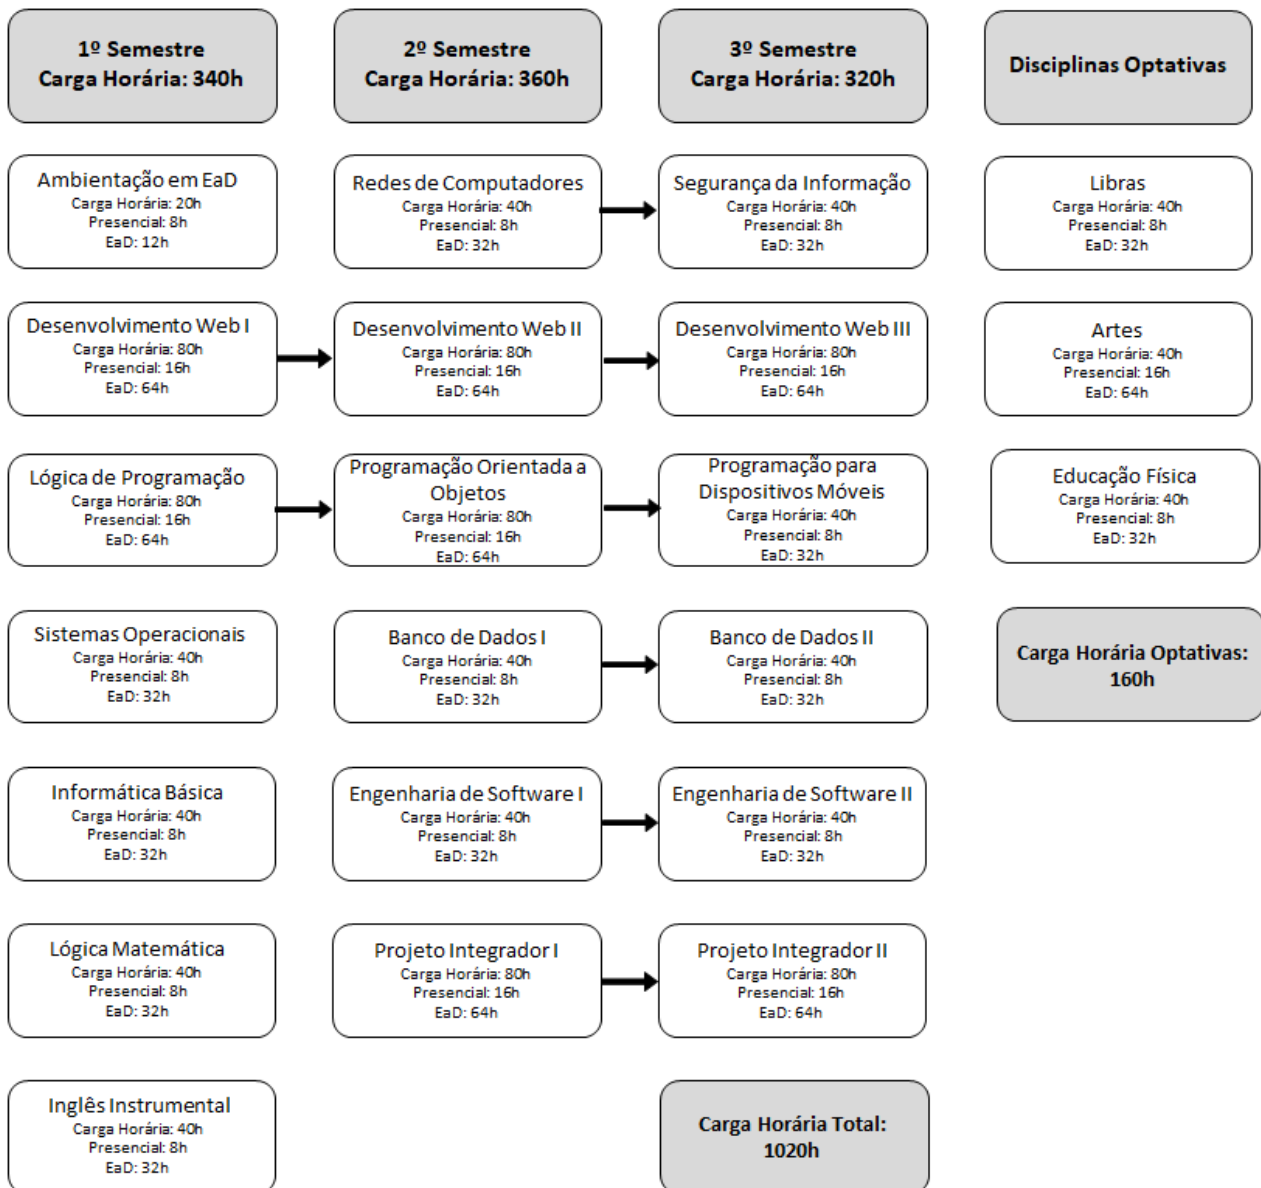 1º Semestre
Carga Horária: 340h
2º Semestre
Carga Horária: 360h
3º Semestre
Carga Horária: 320h
Disciplinas Optativas
Ambientação em EaD
Carga Horária: 20h
Presencial: 8h
EaD: 12h
Redes de Computadores
Carga Horária: 40h
Presencial: 8h
EaD: 32h
Segurança da Informação
Carga Horária: 40h
Presencial: 8h
EaD: 32h
Libras
Carga Horária: 40h
Presencial: 8h
EaD: 32h
Desenvolvimento Web I
Carga Horária: 80h
Presencial: 16h
EaD: 64h
Desenvolvimento Web II
Carga Horária: 80h
Presencial: 16h
EaD: 64h
Desenvolvimento Web III
Carga Horária: 80h
Presencial: 16h
EaD: 64h
Artes
Carga Horária: 40h
Presencial: 16h
EaD: 64h
Lógica de Programação
Carga Horária: 80h
Presencial: 16h
EaD: 64h
Programação Orientada a
Objetos
Carga Horária: 80h
Presencial: 16h
EaD: 64h
Programação para
Dispositivos Móveis
Carga Horária: 40h
Presencial: 8h
EaD: 32h
Educação Física
Carga Horária: 40h
Presencial: 8h
EaD: 32h
Sistemas Operacionais
Carga Horária: 40h
Presencial: 8h
EaD: 32h
Banco de Dados I
Carga Horária: 40h
Presencial: 8h
EaD: 32h
Banco de Dados II
Carga Horária: 40h
Presencial: 8h
EaD: 32h
Carga Horária Optativas:
160h
Informática Básica
Carga Horária: 40h
Presencial: 8h
EaD: 32h
Engenharia de Software I
Carga Horária: 40h
Presencial: 8h
EaD: 32h
Engenharia de Software II
Carga Horária: 40h
Presencial: 8h
EaD: 32h
Lógica Matemática
Carga Horária: 40h
Presencial: 8h
EaD: 32h
Projeto Integrador I
Carga Horária: 80h
Presencial: 16h
EaD: 64h
Projeto Integrador II
Carga Horária: 80h
Presencial: 16h
EaD: 64h
Inglês Instrumental
Carga Horária: 40h
Presencial: 8h
EaD: 32h
Carga Horária Total:
1020h